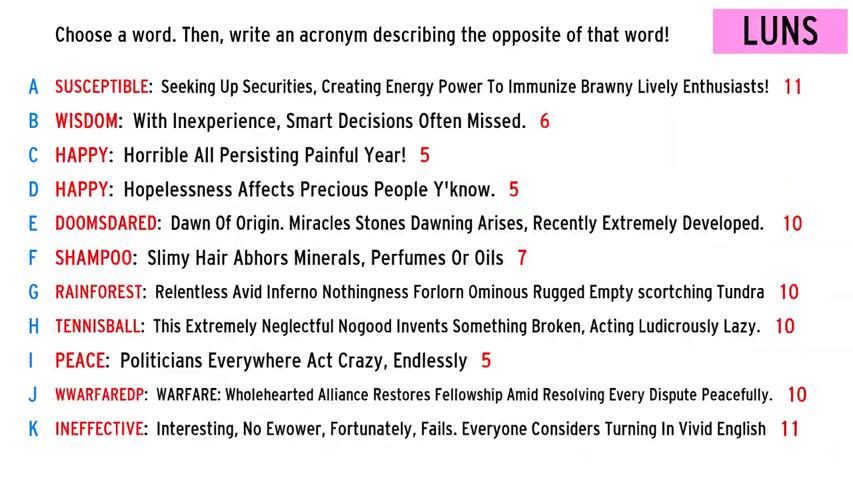 Choose a word. Then, write an acronym describing the opposite of that word!
LUNS
A SUSCEPTIBLE: Seeking Up Securities, Creating Energy Power To Immunize Brawny Lively Enthusiasts! 11
B WISDOM: With Inexperience, Smart Decisions Often Missed. 6
C HAPPY: Horrible All Persisting Painful Year! 5
D HAPPY: Hopelessness Affects Precious People Y'know. 5
E DOOMSDARED: Dawn Of Origin. Miracles Stones Dawning Arises, Recently Extremely Developed. 10
F SHAMPOO: Slimy Hair Abhors Minerals, Perfumes Or Oils 7
G RAINFOREST: Relentless Avid Inferno Nothingness Forlorn Ominous Rugged Empty scortching Tundra 10
H TENNISBALL: This Extremely Neglectful Nogood Invents Something Broken, Acting Ludicrously Lazy. 10
I PEACE: Politicians Everywhere Act Crazy, Endlessly 5
J WWARFAREDP: WARFARE: Wholehearted Alliance Restores Fellowship Amid Resolving Every Dispute Peacefully. 10
K INEFFECTIVE: Interesting, No Ewower, Fortunately, Fails. Everyone Considers Turning In Vivid English 11